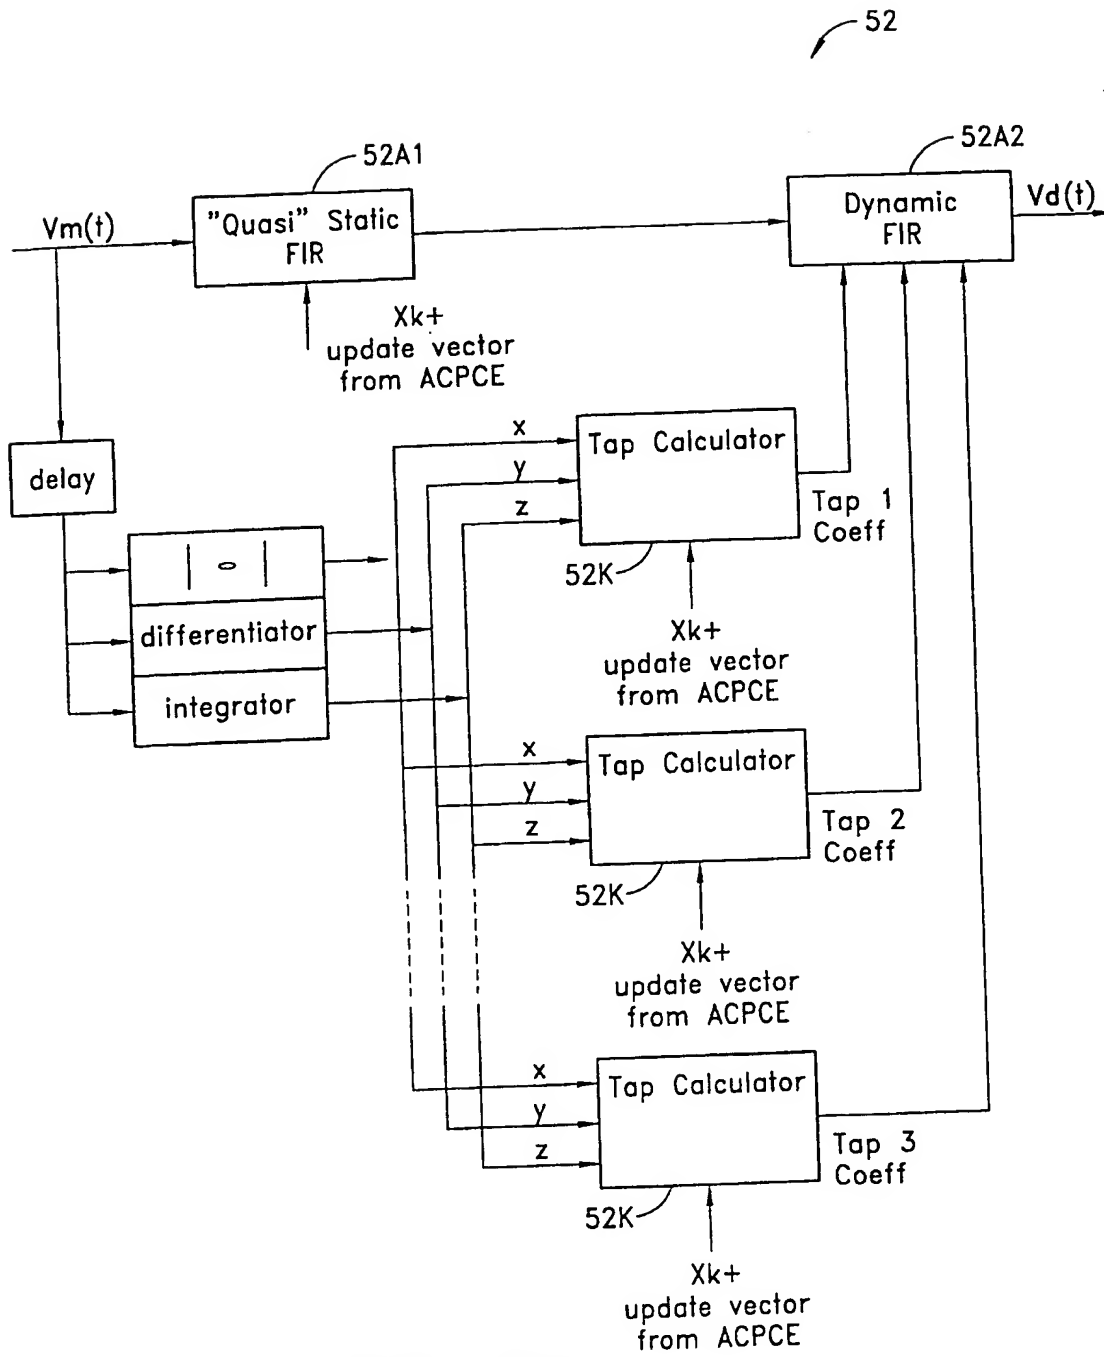 52
52A1
52A2
Vm(t)
"Quasi" Static
FIR
Dynamic
FIR
Vd(t)
Xk+
update vector
from ACPCE
delay
| o |
differentiator
integrator
x
y
z
Tap Calculator
Tap 1
Coeff
52K
Xk+
update vector
from ACPCE
x
y
z
Tap Calculator
Tap 2
Coeff
52K
Xk+
update vector
from ACPCE
x
y
z
Tap Calculator
Tap 3
Coeff
52K
Xk+
update vector
from ACPCE